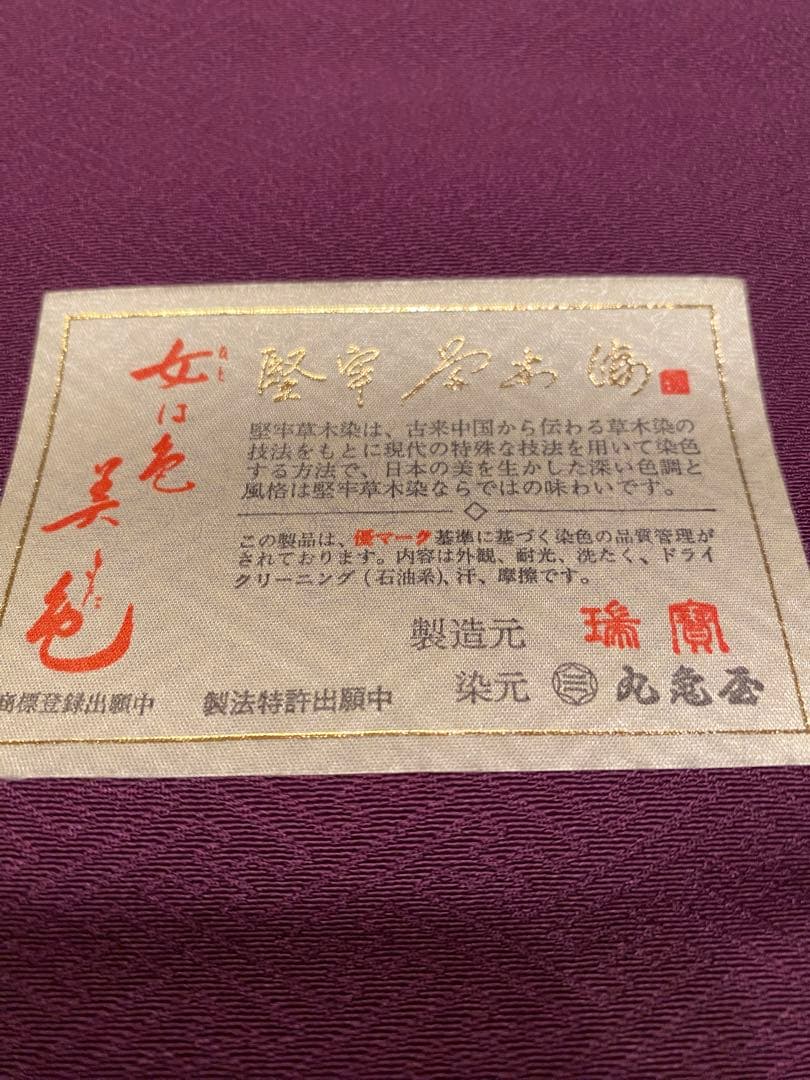 女は色
美しき色
堅牢草木染
堅牢草木染は、古来中国から伝わる草木染の
技法をもとに現代の特殊な技法を用いて染色
する方法で、日本の美を生かした深い色調と
風格は堅牢草木染ならではの味わいです。
この製品は、優マーク基準に基づく染色の品質管理が
されております。内容は外観、耐光、洗たく、ドライ
クリーニング(石油系)、汗、摩擦です。
製造元 瑞寶
染元 丸亀屋
商標登録出願中 製法特許出願中